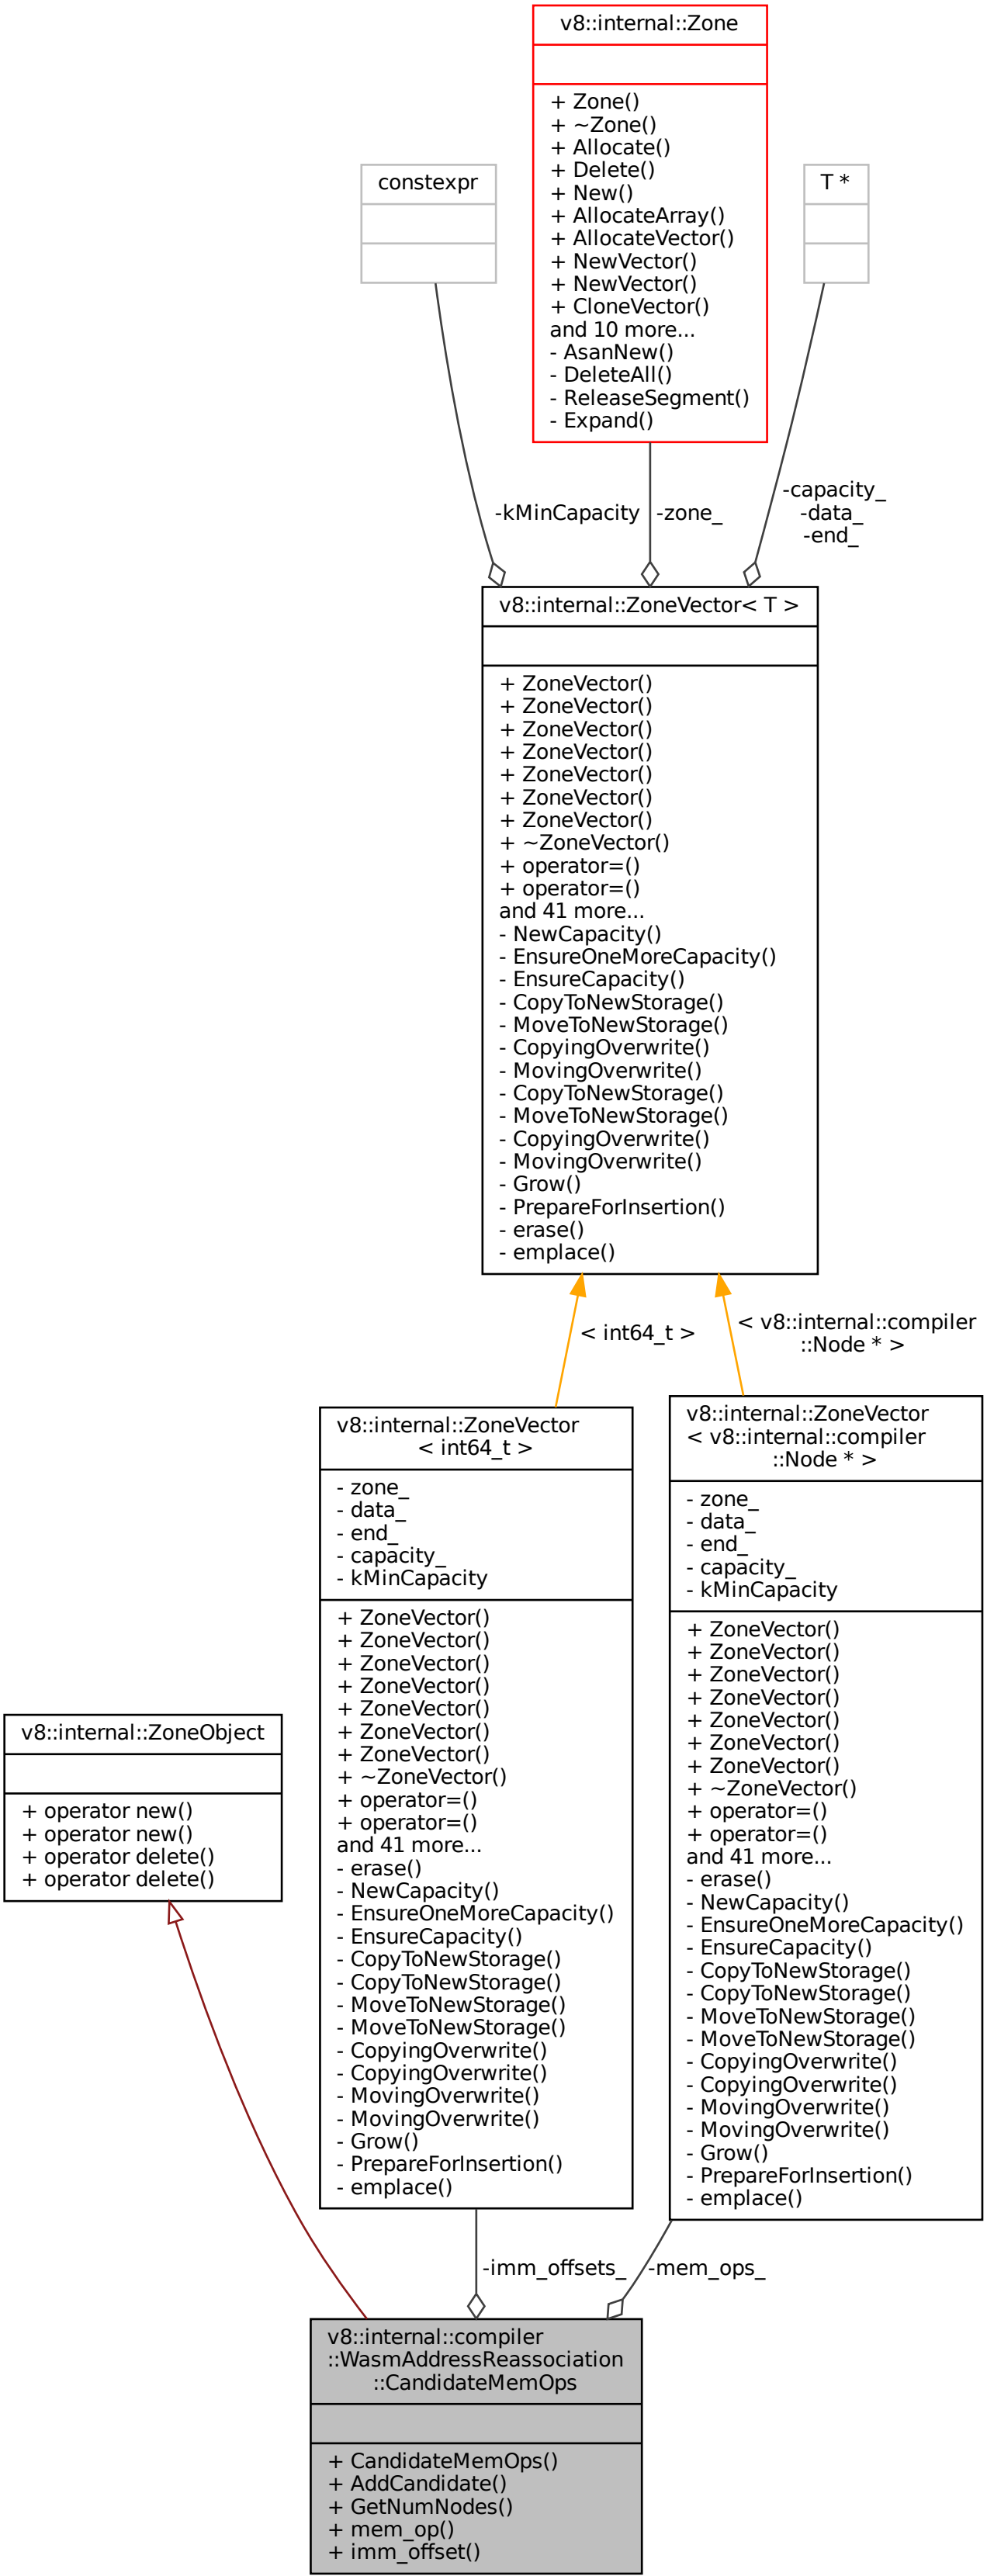 v8::internal::Zone
+ Zone()
+ ~Zone()
+ Allocate()
+ Delete()
+ New()
+ AllocateArray()
+ AllocateVector()
+ NewVector()
+ NewVector()
+ CloneVector()
and 10 more...
- AsanNew()
- DeleteAll()
- ReleaseSegment()
- Expand()
constexpr
T *
-kMinCapacity
-zone_
-capacity_
-data_
-end_
v8::internal::ZoneVector< T >
+ ZoneVector()
+ ZoneVector()
+ ZoneVector()
+ ZoneVector()
+ ZoneVector()
+ ZoneVector()
+ ZoneVector()
+ ~ZoneVector()
+ operator=()
+ operator=()
and 41 more...
- NewCapacity()
- EnsureOneMoreCapacity()
- EnsureCapacity()
- CopyToNewStorage()
- MoveToNewStorage()
- CopyingOverwrite()
- MovingOverwrite()
- CopyToNewStorage()
- MoveToNewStorage()
- CopyingOverwrite()
- MovingOverwrite()
- Grow()
- PrepareForInsertion()
- erase()
- emplace()
< int64_t >
< v8::internal::compiler
::Node * >
v8::internal::ZoneVector
< int64_t >
- zone_
- data_
- end_
- capacity_
- kMinCapacity
+ ZoneVector()
+ ZoneVector()
+ ZoneVector()
+ ZoneVector()
+ ZoneVector()
+ ZoneVector()
+ ZoneVector()
+ ~ZoneVector()
+ operator=()
+ operator=()
and 41 more...
- erase()
- NewCapacity()
- EnsureOneMoreCapacity()
- EnsureCapacity()
- CopyToNewStorage()
- CopyToNewStorage()
- MoveToNewStorage()
- MoveToNewStorage()
- CopyingOverwrite()
- CopyingOverwrite()
- MovingOverwrite()
- MovingOverwrite()
- Grow()
- PrepareForInsertion()
- emplace()
v8::internal::ZoneVector
< v8::internal::compiler
::Node * >
- zone_
- data_
- end_
- capacity_
- kMinCapacity
+ ZoneVector()
+ ZoneVector()
+ ZoneVector()
+ ZoneVector()
+ ZoneVector()
+ ZoneVector()
+ ZoneVector()
+ ~ZoneVector()
+ operator=()
+ operator=()
and 41 more...
- erase()
- NewCapacity()
- EnsureOneMoreCapacity()
- EnsureCapacity()
- CopyToNewStorage()
- CopyToNewStorage()
- MoveToNewStorage()
- MoveToNewStorage()
- CopyingOverwrite()
- CopyingOverwrite()
- MovingOverwrite()
- MovingOverwrite()
- Grow()
- PrepareForInsertion()
- emplace()
v8::internal::ZoneObject
+ operator new()
+ operator new()
+ operator delete()
+ operator delete()
-imm_offsets_
-mem_ops_
v8::internal::compiler
::WasmAddressReassociation
::CandidateMemOps
+ CandidateMemOps()
+ AddCandidate()
+ GetNumNodes()
+ mem_op()
+ imm_offset()